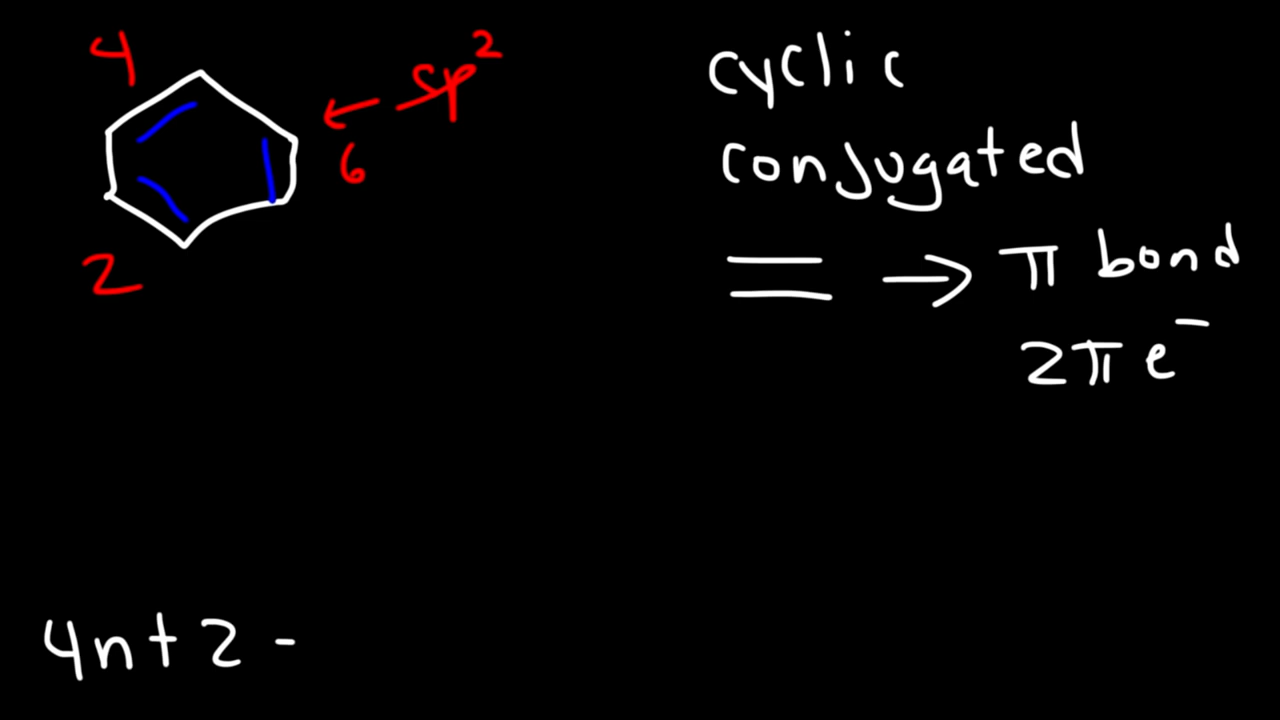 4
sp²
6
2
cyclic
conjugated
= → π bond
2π e⁻
4n + 2 -